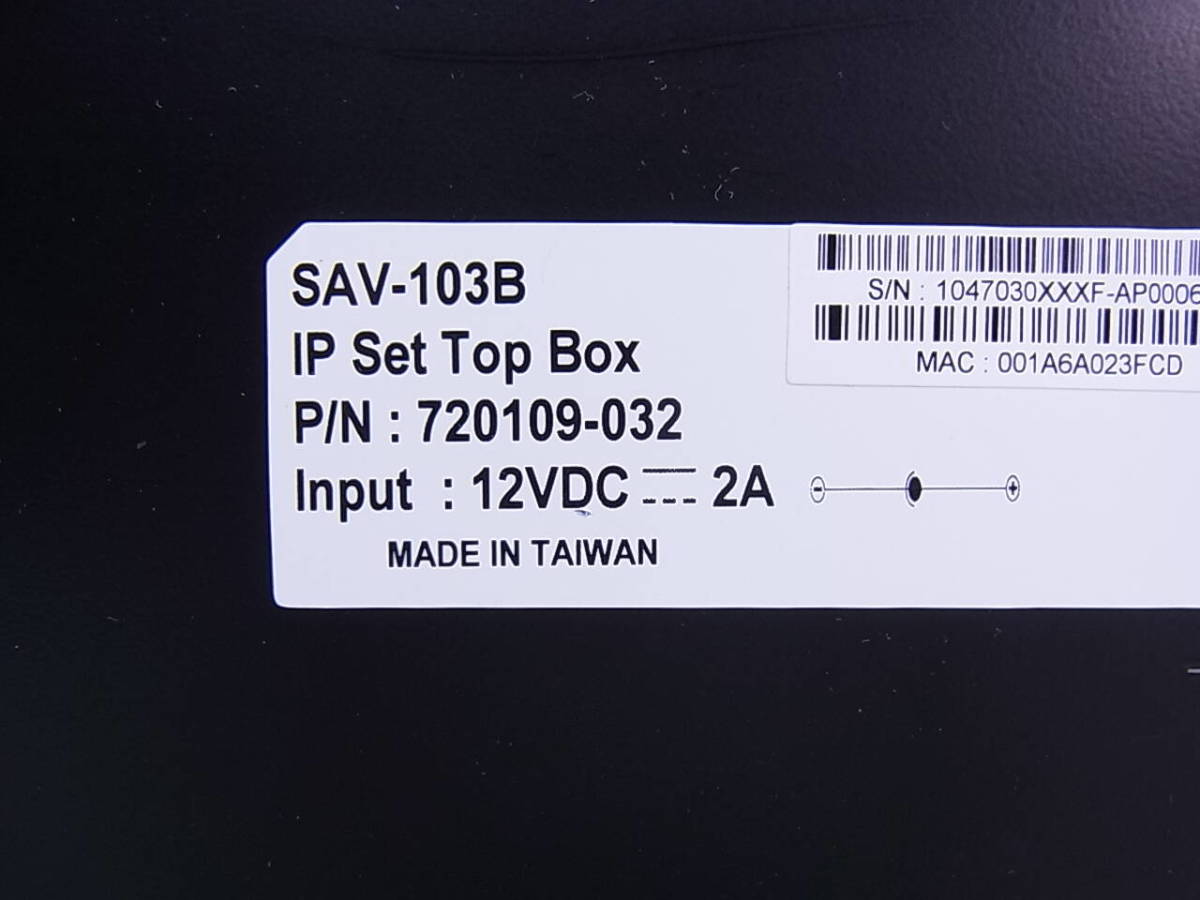 SAV-103B
IP Set Top Box
P/N : 720109-032
Input : 12VDC ⎓ 2A
MADE IN TAIWAN
S/N : 1047030XXXF-AP0006
MAC : 001A6A023FCD